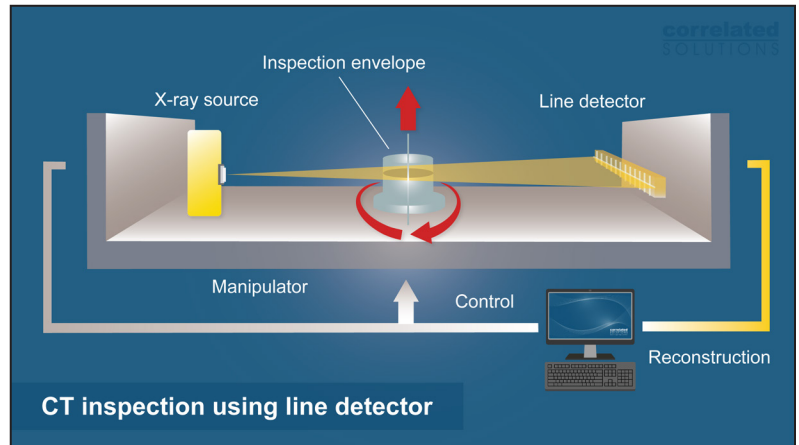 correlated
SOLUTIONS
Inspection envelope
X-ray source
Line detector
Manipulator
Control
Reconstruction
CT inspection using line detector